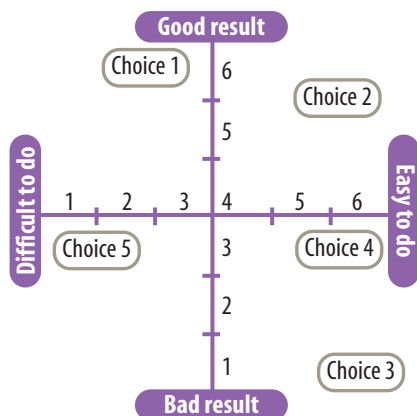 Good result
Choice 1
6
Choice 2
5
Difficult to do
1 2 3 4 5 6
Easy to do
Choice 5
3
Choice 4
2
1
Choice 3
Bad result